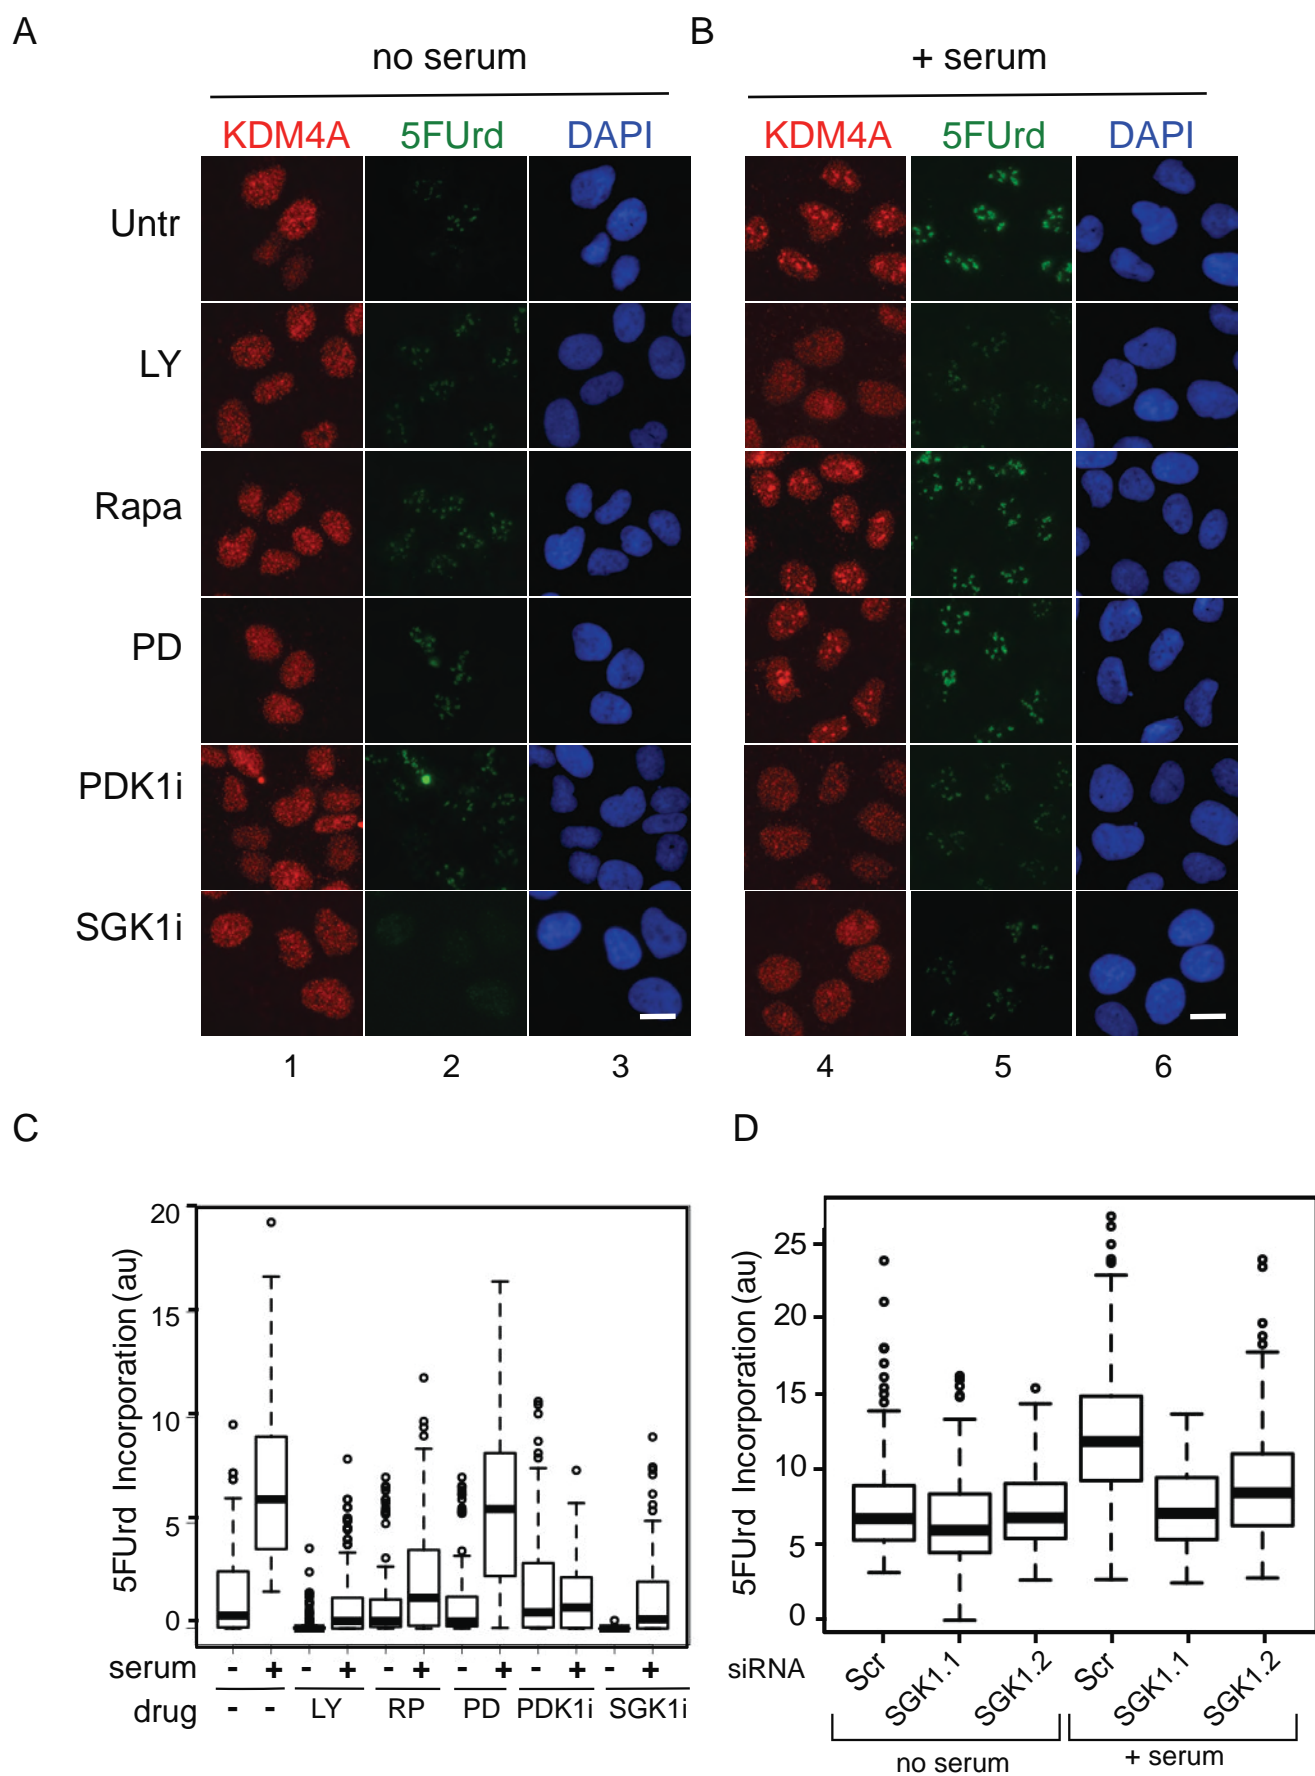 A
B
no serum
+ serum
KDM4A 5FUrd DAPI
KDM4A 5FUrd DAPI
Untr
LY
Rapa
PD
PDK1i
SGK1i
1 2 3
4 5 6
C
D
20
15
10
5
0
5FUrd Incorporation (au)
serum - + - + - + - + - + - +
drug - - LY RP PD PDK1i SGK1i
25
20
15
10
5
0
5FUrd Incorporation (au)
siRNA Scr SGK1.1 SGK1.2 Scr SGK1.1 SGK1.2
no serum + serum